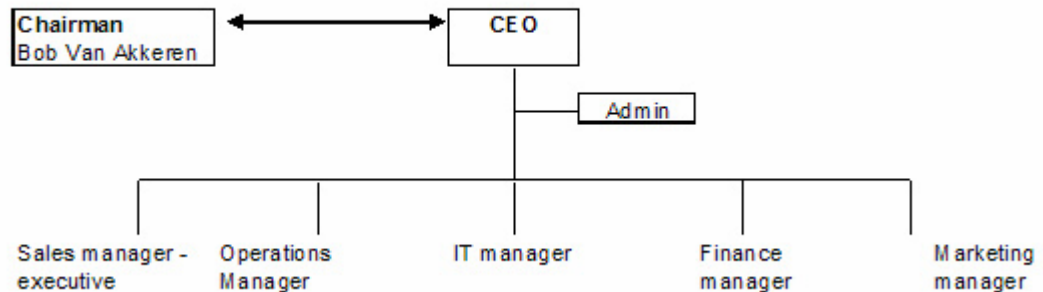 Chairman
Bob Van Akkeren
CEO
Admin
Sales manager -
executive
Operations
Manager
IT manager
Finance
manager
Marketing
manager